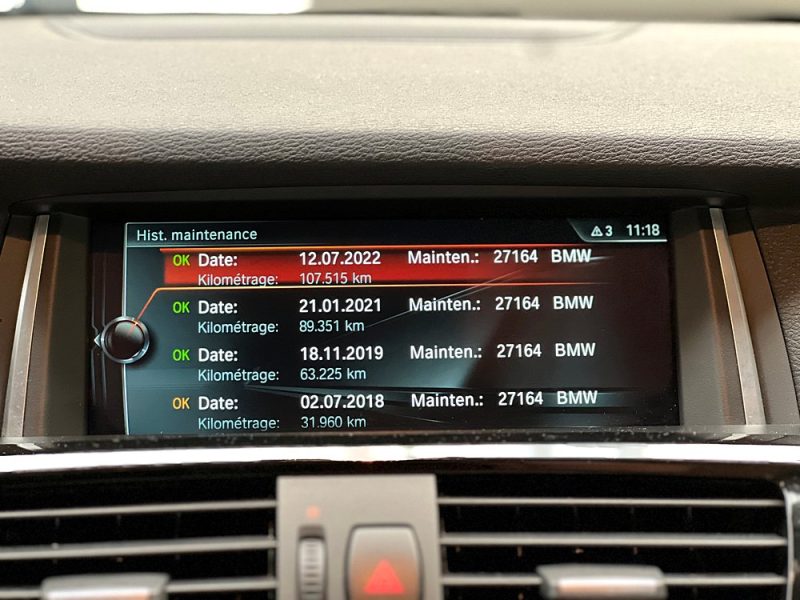 Hist. maintenance 3 11:18
OK Date: 12.07.2022 Mainten.: 27164 BMW
Kilométrage: 107.515 km
OK Date: 21.01.2021 Mainten.: 27164 BMW
Kilométrage: 89.351 km
OK Date: 18.11.2019 Mainten.: 27164 BMW
Kilométrage: 63.225 km
OK Date: 02.07.2018 Mainten.: 27164 BMW
Kilométrage: 31.960 km